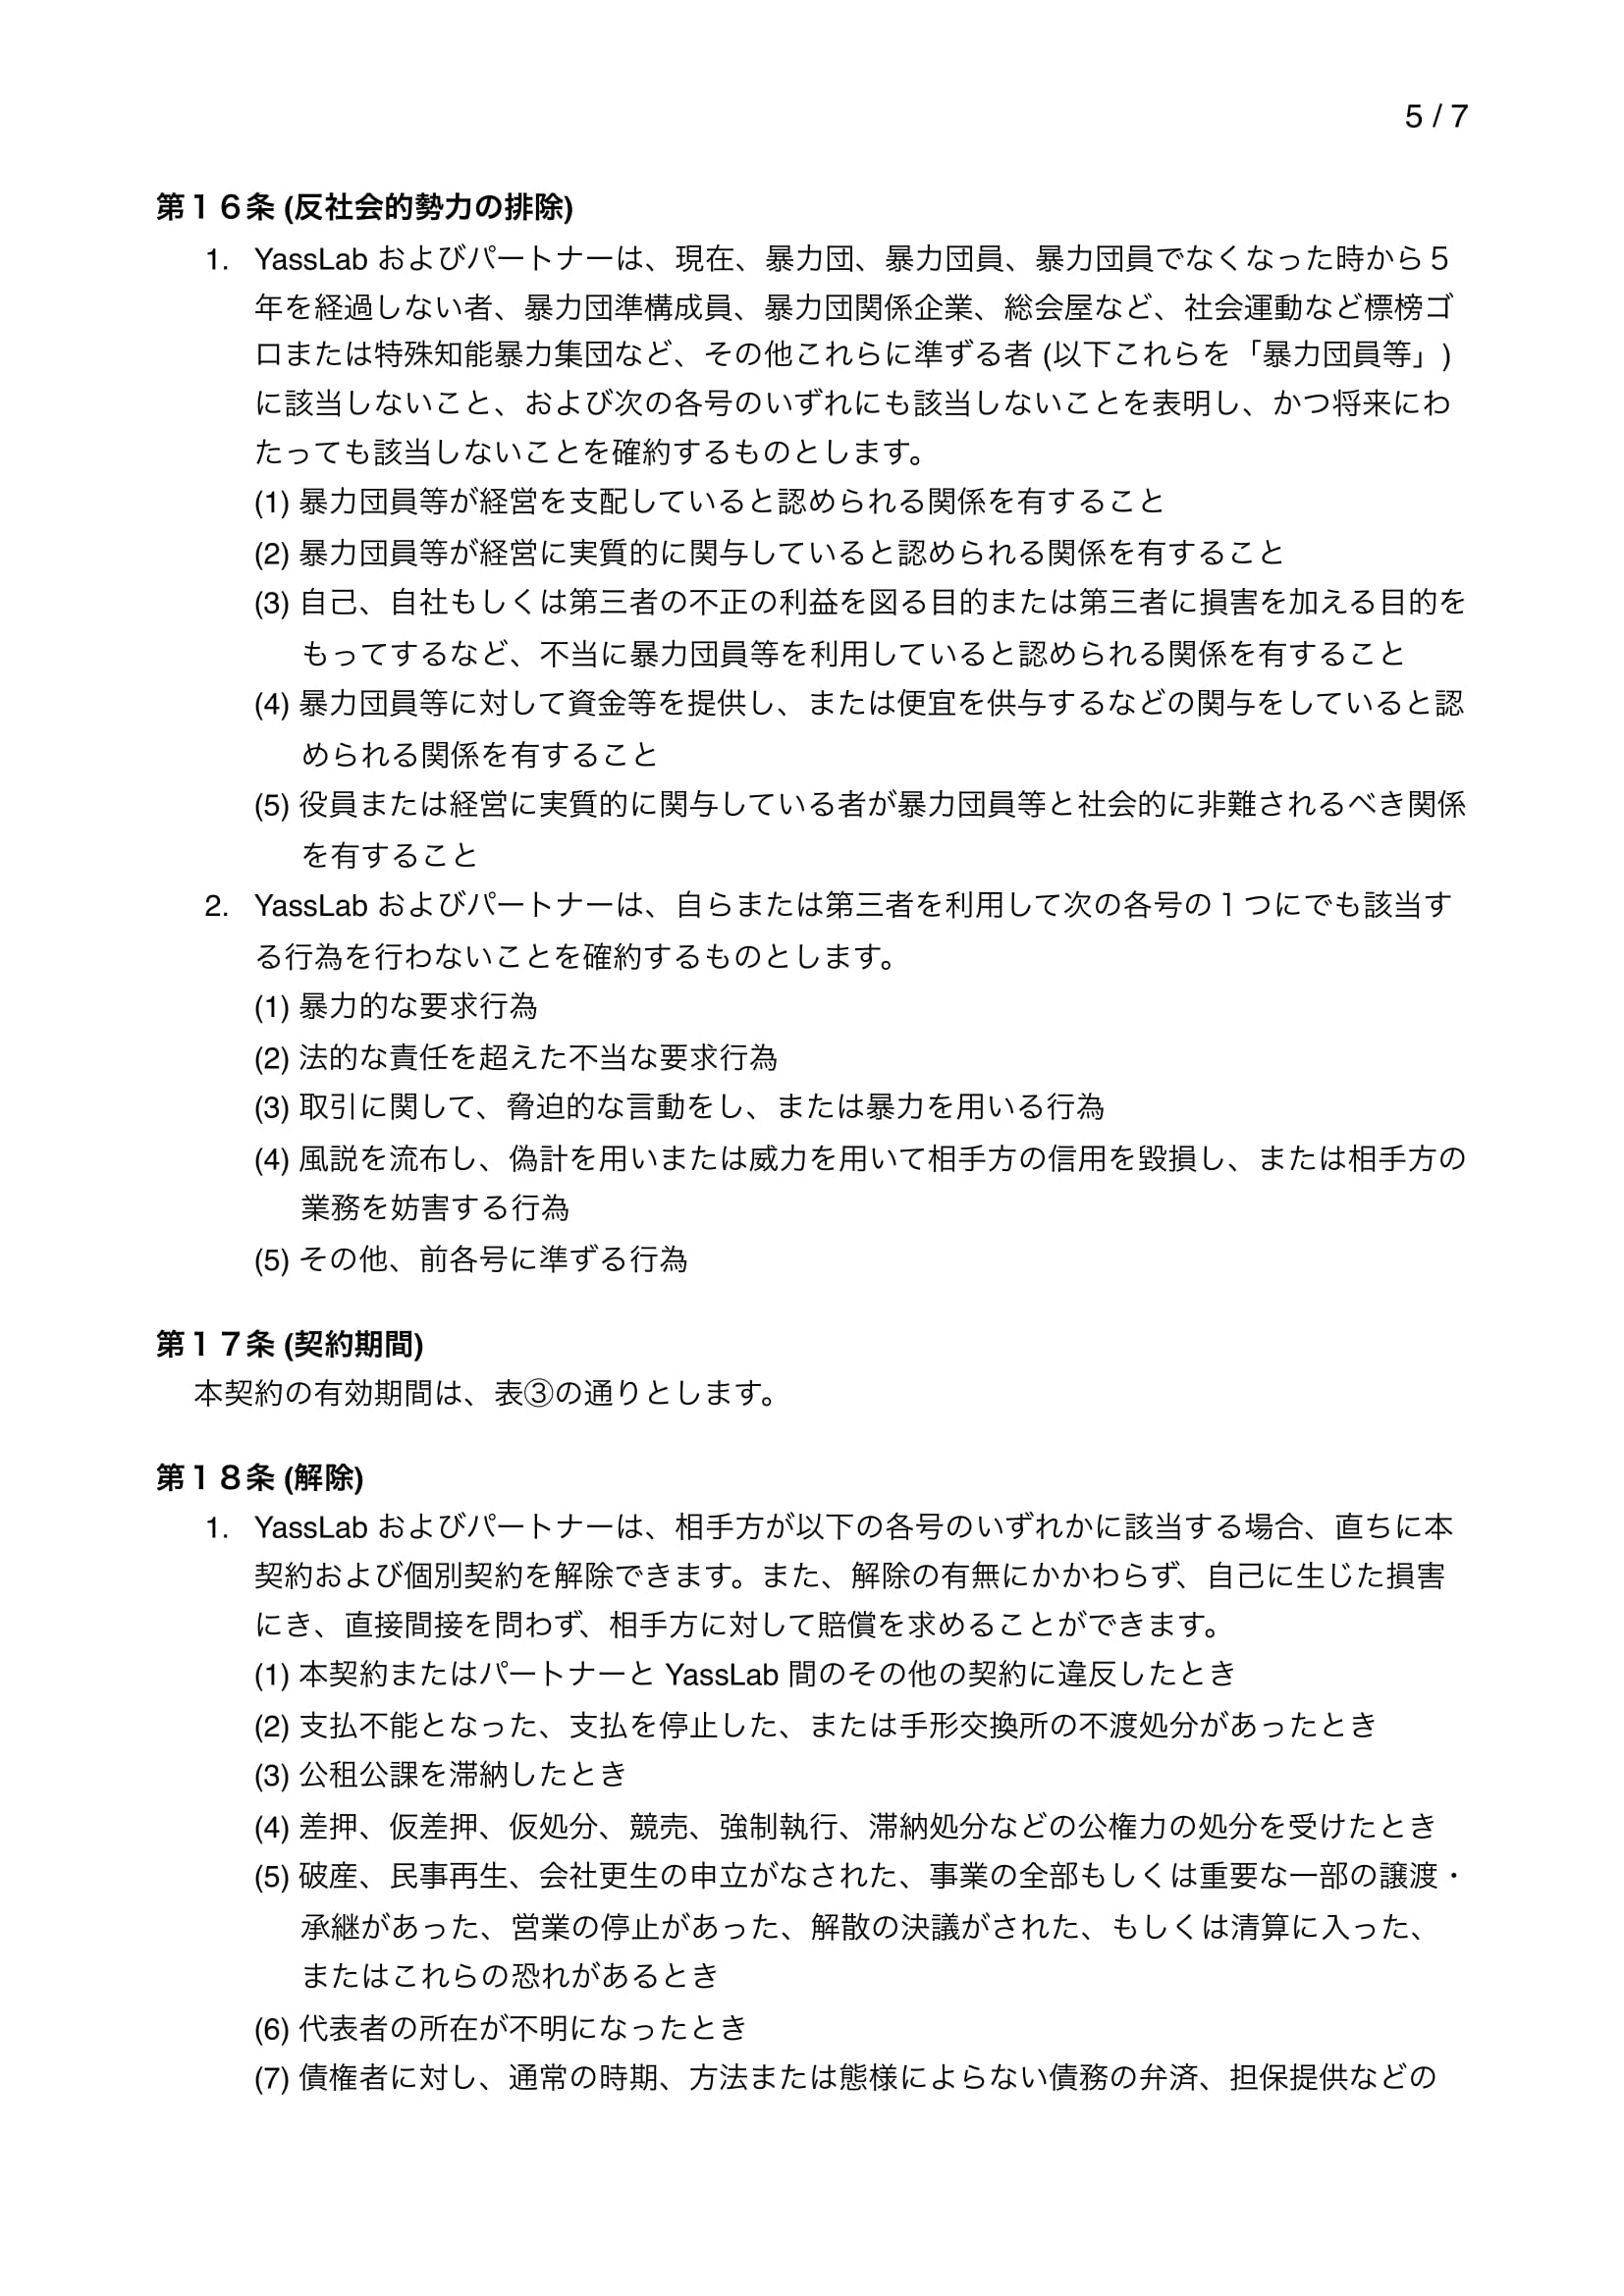 5 / 7
第１６条 (反社会的勢力の排除)
1. YassLab およびパートナーは、現在、暴力団、暴力団員、暴力団員でなくなった時から５
年を経過しない者、暴力団準構成員、暴力団関係企業、総会屋など、社会運動など標榜ゴ
ロまたは特殊知能暴力集団など、その他これらに準ずる者 (以下これらを「暴力団員等」)
に該当しないこと、および次の各号のいずれにも該当しないことを表明し、かつ将来にわ
たっても該当しないことを確約するものとします。
(1) 暴力団員等が経営を支配していると認められる関係を有すること
(2) 暴力団員等が経営に実質的に関与していると認められる関係を有すること
(3) 自己、自社もしくは第三者の不正の利益を図る目的または第三者に損害を加える目的を
もってするなど、不当に暴力団員等を利用していると認められる関係を有すること
(4) 暴力団員等に対して資金等を提供し、または便宜を供与するなどの関与をしていると認
められる関係を有すること
(5) 役員または経営に実質的に関与している者が暴力団員等と社会的に非難されるべき関係
を有すること
2. YassLab およびパートナーは、自らまたは第三者を利用して次の各号の１つにでも該当す
る行為を行わないことを確約するものとします。
(1) 暴力的な要求行為
(2) 法的な責任を超えた不当な要求行為
(3) 取引に関して、脅迫的な言動をし、または暴力を用いる行為
(4) 風説を流布し、偽計を用いまたは威力を用いて相手方の信用を毀損し、または相手方の
業務を妨害する行為
(5) その他、前各号に準ずる行為
第１７条 (契約期間)
本契約の有効期間は、表③の通りとします。
第１８条 (解除)
1. YassLab およびパートナーは、相手方が以下の各号のいずれかに該当する場合、直ちに本
契約および個別契約を解除できます。また、解除の有無にかかわらず、自己に生じた損害
にき、直接間接を問わず、相手方に対して賠償を求めることができます。
(1) 本契約またはパートナーと YassLab 間のその他の契約に違反したとき
(2) 支払不能となった、支払を停止した、または手形交換所の不渡処分があったとき
(3) 公租公課を滞納したとき
(4) 差押、仮差押、仮処分、競売、強制執行、滞納処分などの公権力の処分を受けたとき
(5) 破産、民事再生、会社更生の申立がなされた、事業の全部もしくは重要な一部の譲渡・
承継があった、営業の停止があった、解散の決議がされた、もしくは清算に入った、
またはこれらの恐れがあるとき
(6) 代表者の所在が不明になったとき
(7) 債権者に対し、通常の時期、方法または態様によらない債務の弁済、担保提供などの